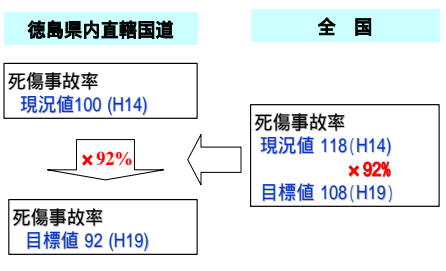 徳島県内直轄国道
死傷事故率
現況値100 (H14)
×92%
死傷事故率
目標値 92 (H19)
全 国
死傷事故率
現況値 118(H14)
×92%
目標値 108(H19)